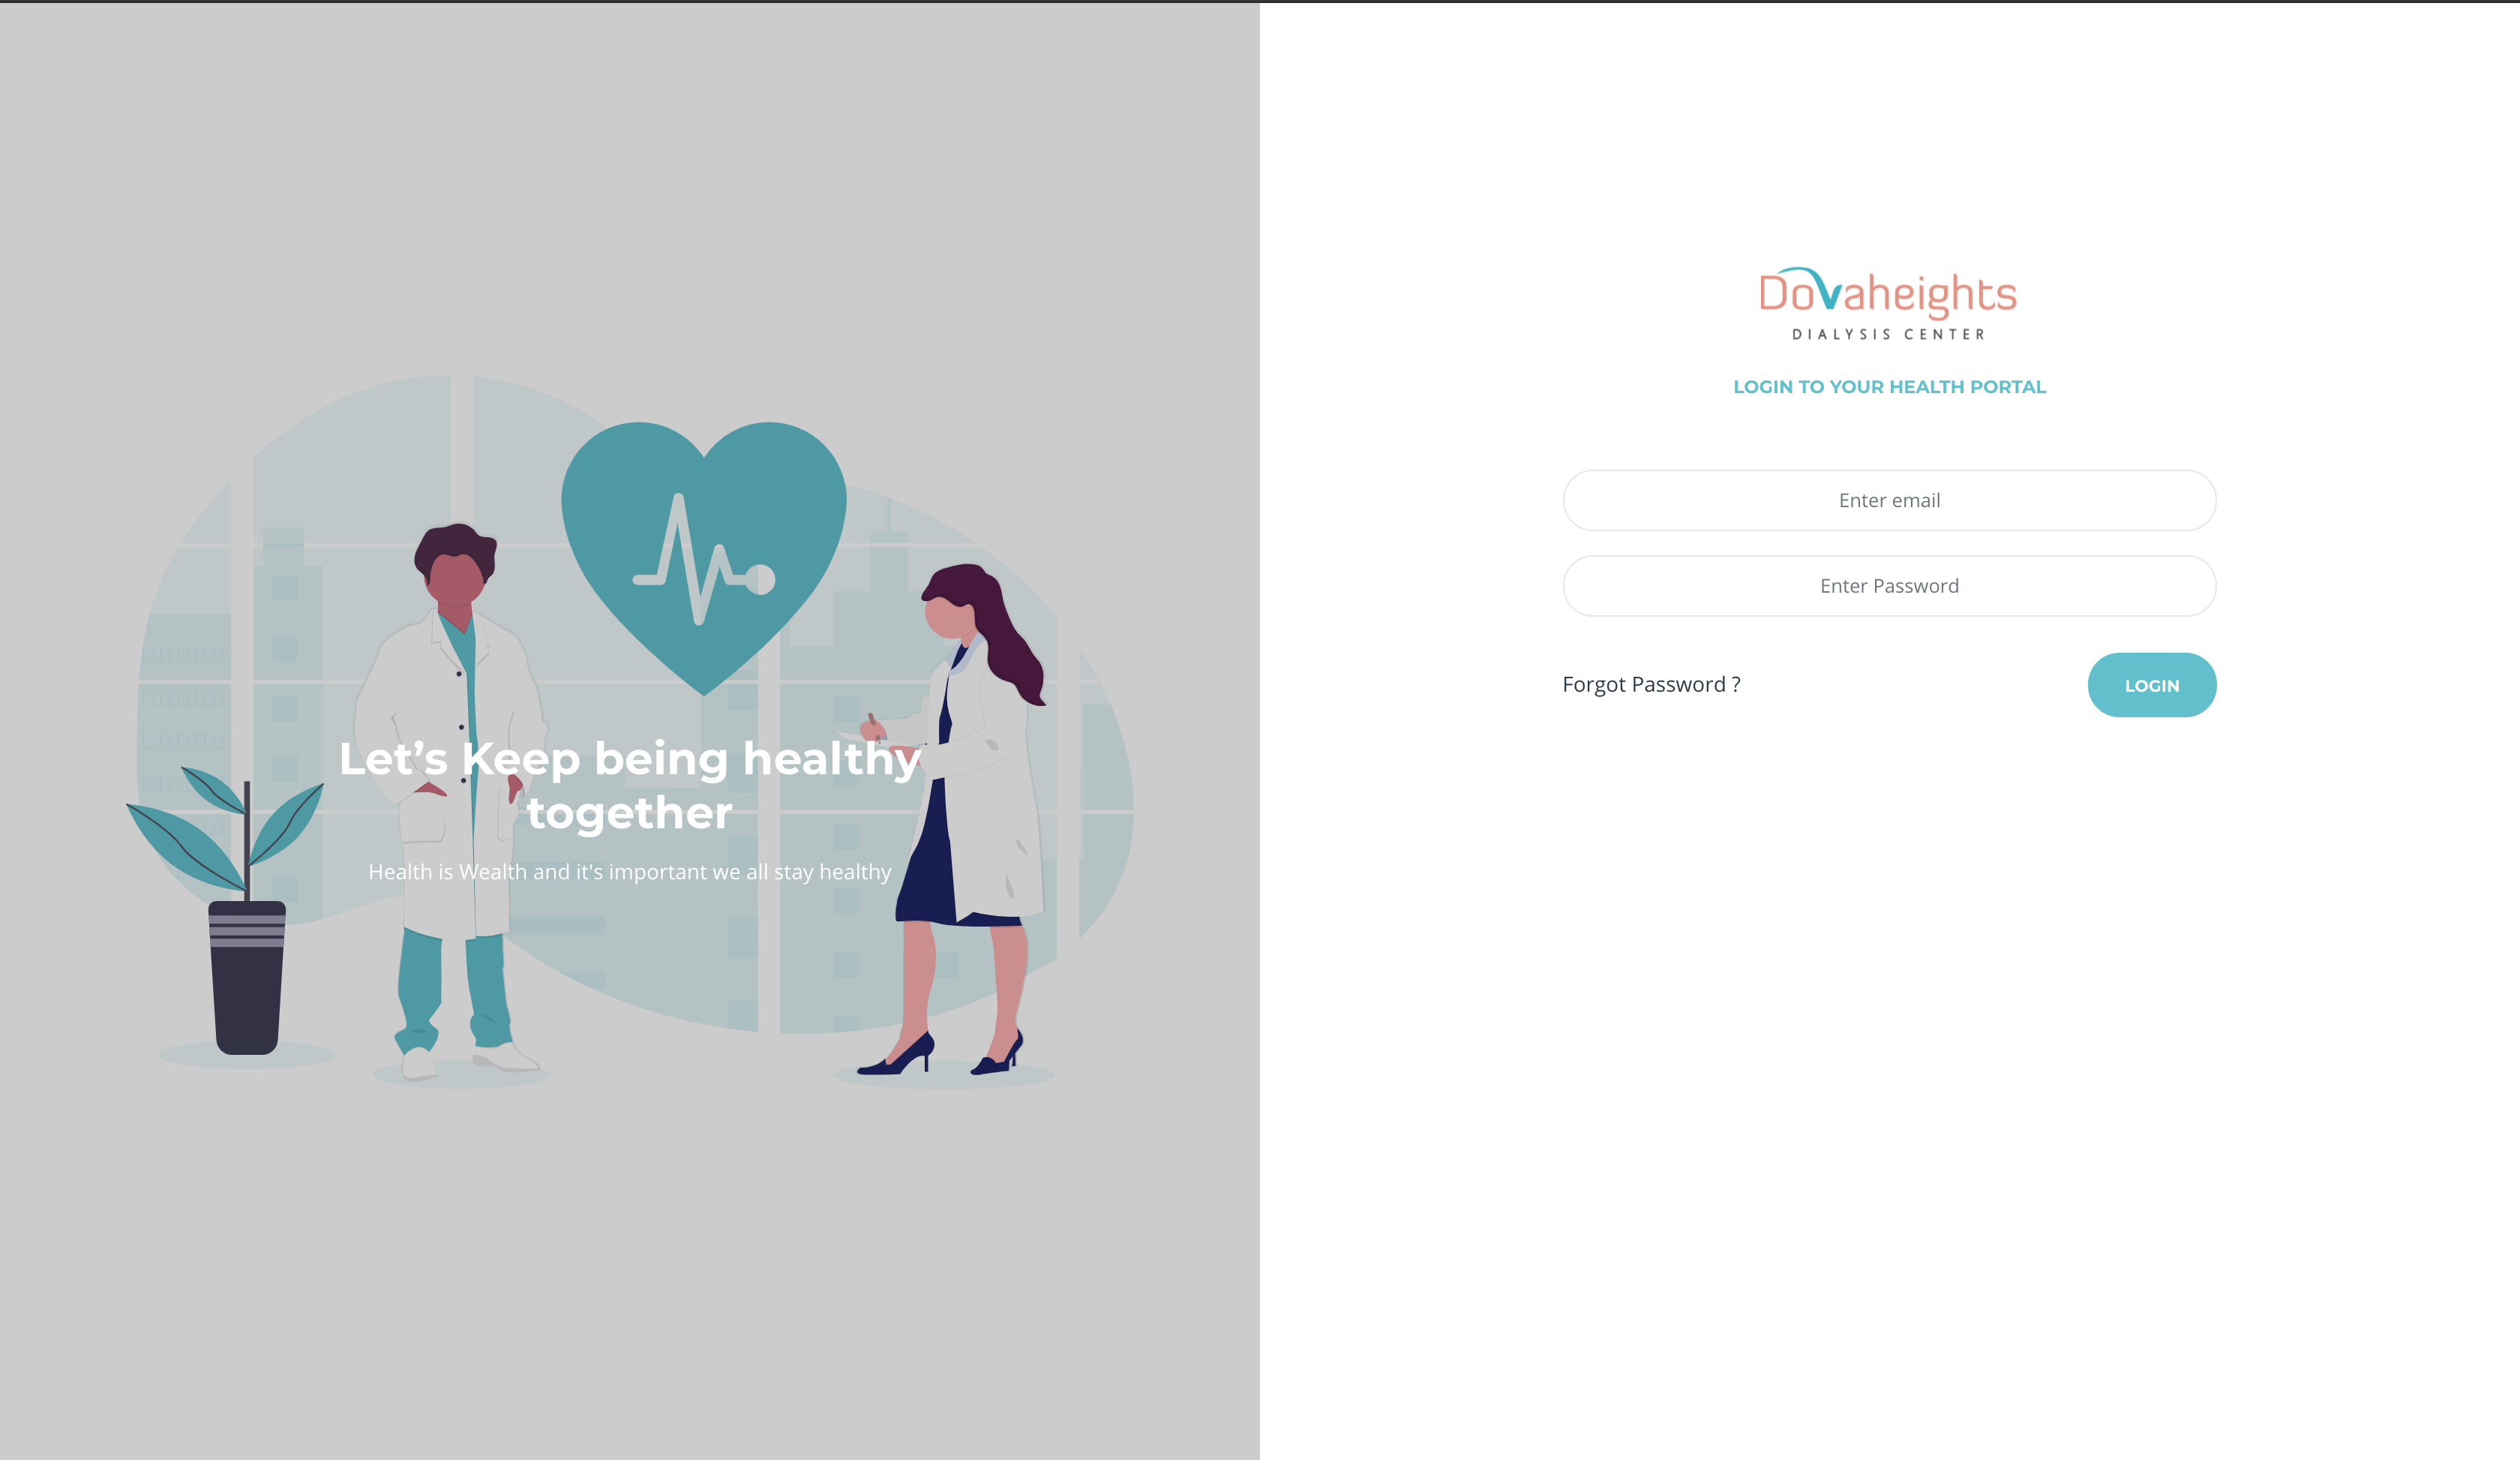 Let’s Keep being healthy
together
Health is Wealth and it's important we all stay healthy
Dovaheights
DIALYSIS CENTER
LOGIN TO YOUR HEALTH PORTAL
Enter email
Enter Password
Forgot Password ?
LOGIN